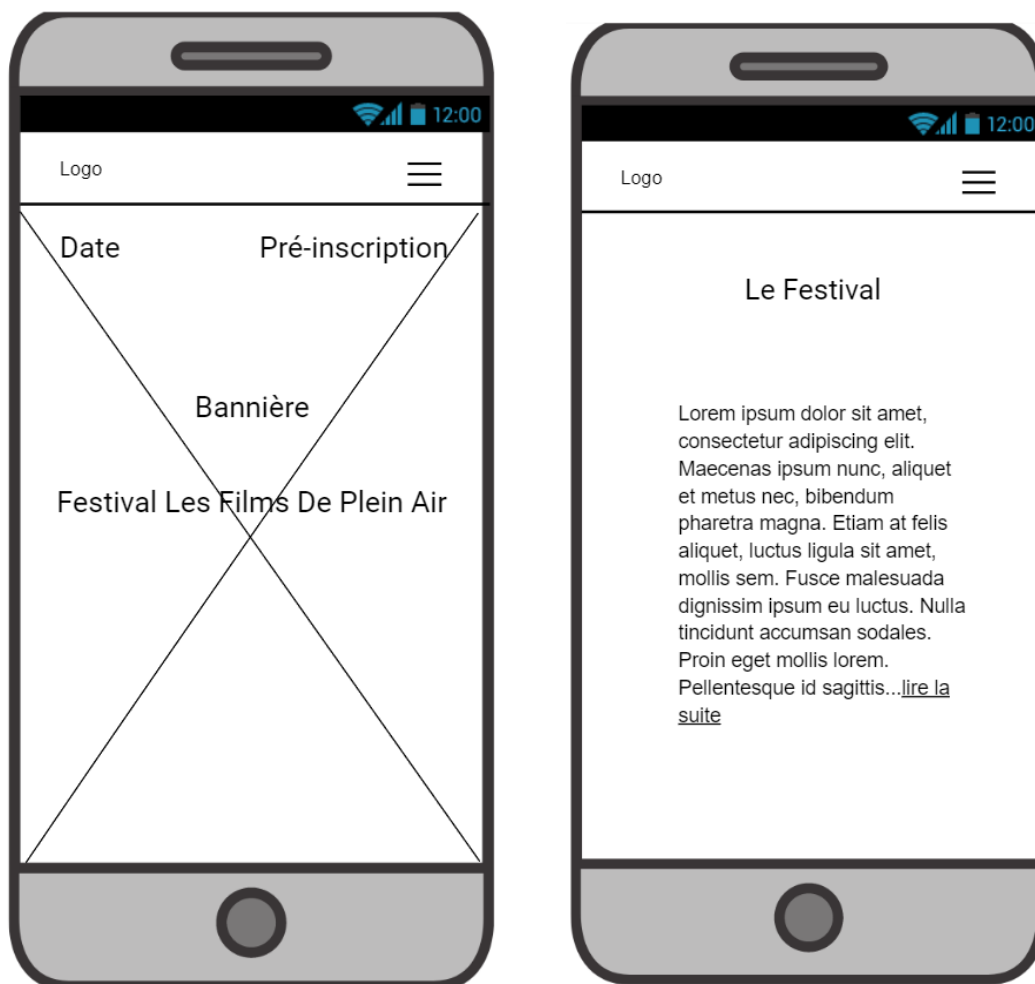 12:00
Logo
Date Pré-inscription
Bannière
Festival Les Films De Plein Air
12:00
Logo
Le Festival
Lorem ipsum dolor sit amet,
consectetur adipiscing elit.
Maecenas ipsum nunc, aliquet
et metus nec, bibendum
pharetra magna. Etiam at felis
aliquet, luctus ligula sit amet,
mollis sem. Fusce malesuada
dignissim ipsum eu luctus. Nulla
tincidunt accumsan sodales.
Proin eget mollis lorem.
Pellentesque id sagittis...lire la
suite